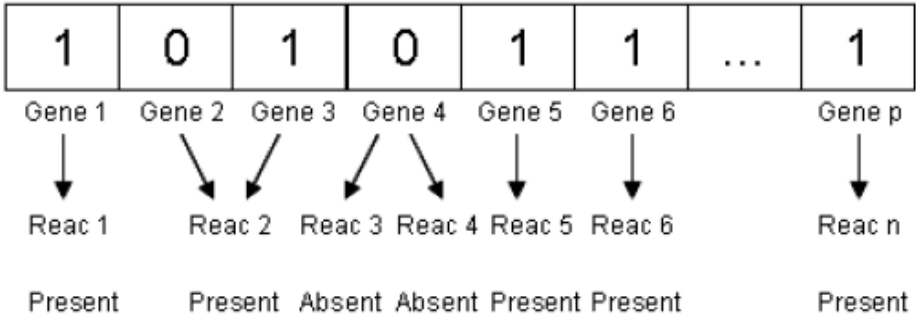 1 0 1 0 1 1 ... 1
Gene 1 Gene 2 Gene 3 Gene 4 Gene 5 Gene 6 Gene p
Reac 1 Reac 2 Reac 3 Reac 4 Reac 5 Reac 6 Reac n
Present Present Absent Absent Present Present Present